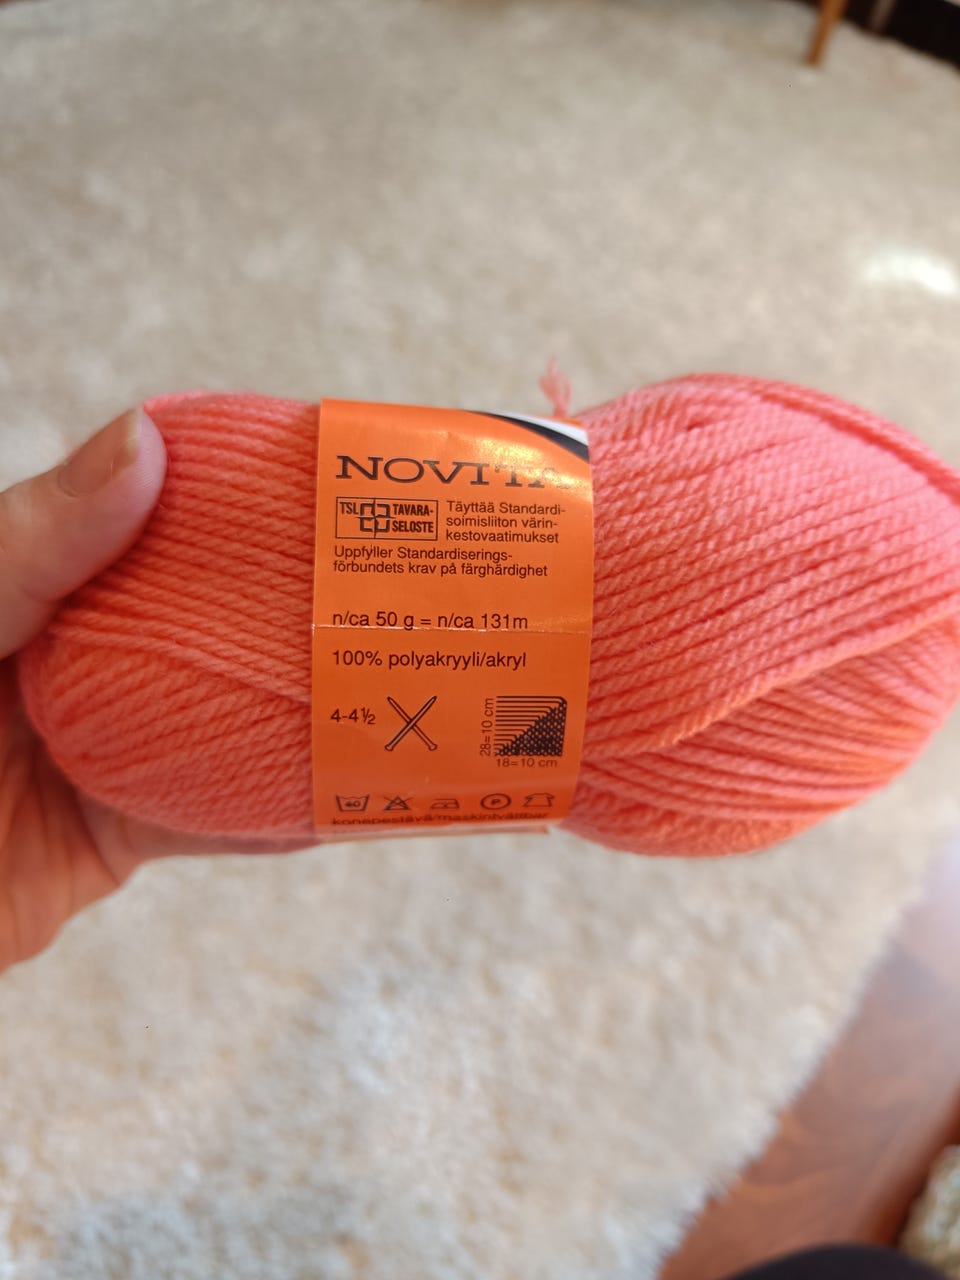 NOVITA
TSL TAVARA-
SELOSTE
Täyttää Standardi-
soimisliiton värin-
kestovaatimukset
Uppfyller Standardiserings-
förbundets krav på färghärdighet
n/ca 50 g = n/ca 131m
100% polyakryyli/akryl
4-4½
28=10 cm
18=10 cm
40
P
konepestävä/maskintvättbar